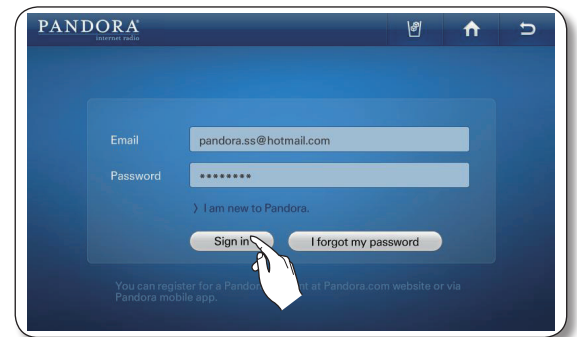 PANDORA®
internet radio
Email
pandora.ss@hotmail.com
Password
********
> I am new to Pandora.
Sign in
I forgot my password
You can register for a Pandora at Pandora.com website or via
Pandora mobile app.